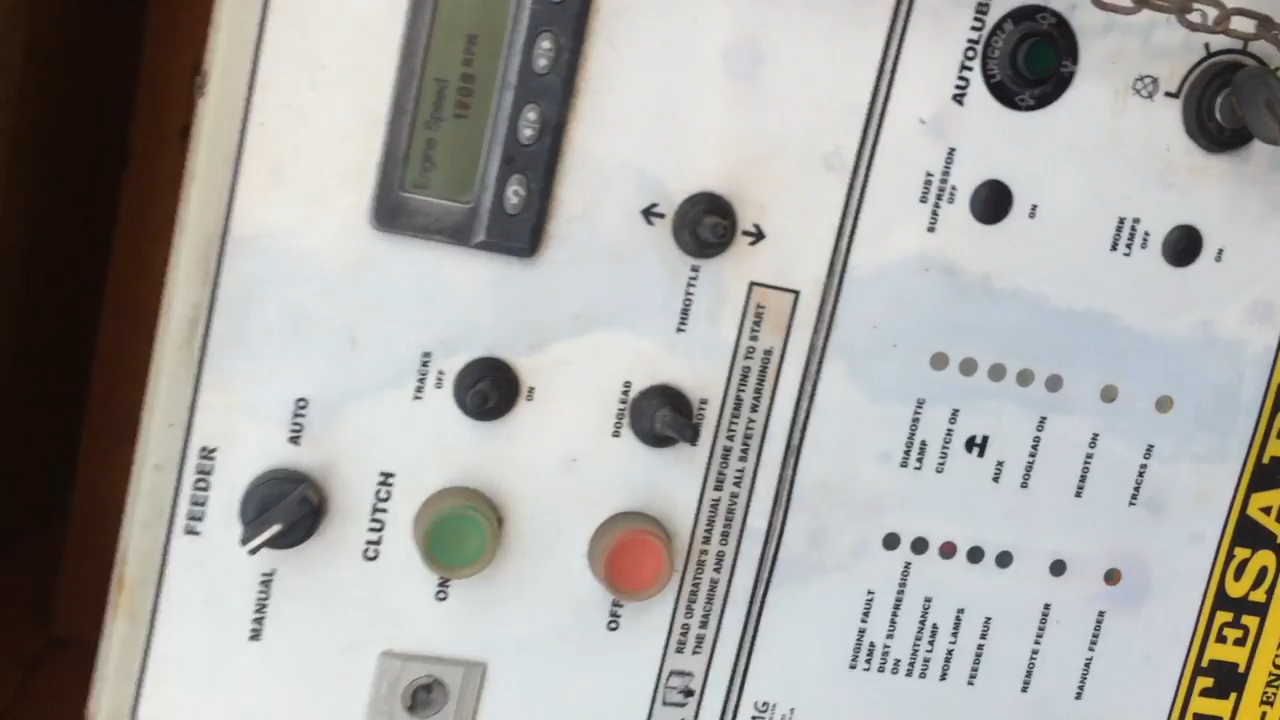 Engine Speed
1200 RPM
THROTTLE
TRACKS
OFF
ON
DOGLEAD
FEEDER
AUTO
MANUAL
CLUTCH
ON
OFF
READ OPERATOR'S MANUAL BEFORE ATTEMPTING TO START
THE MACHINE AND OBSERVE ALL SAFETY WARNINGS.
LINCOLN
DUST
SUPPRESSION
OFF
ON
WORK
LAMPS
OFF
ON
DIAGNOSTIC
LAMP
CLUTCH ON
AUX
DOGLEAD ON
REMOTE ON
TRACKS ON
ENGINE FAULT
LAMP
DUST SUPPRESSION
ON
MAINTENANCE
DUE LAMP
WORK LAMPS
FEEDER RUN
REMOTE FEEDER
MANUAL FEEDER